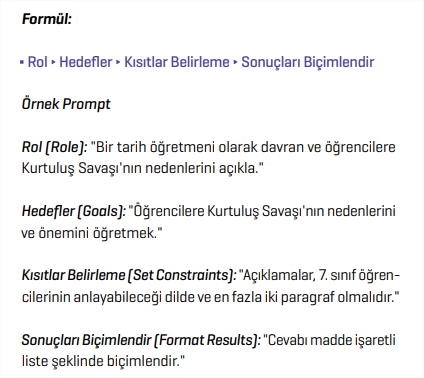 Formül:
▪ Rol ▸ Hedefler ▸ Kısıtlar Belirleme ▸ Sonuçları Biçimlendir
Örnek Prompt
Rol (Role): "Bir tarih öğretmeni olarak davran ve öğrencilere
Kurtuluş Savaşı'nın nedenlerini açıkla."
Hedefler (Goals): "Öğrencilere Kurtuluş Savaşı'nın nedenlerini
ve önemini öğretmek."
Kısıtlar Belirleme (Set Constraints): "Açıklamalar, 7. sınıf öğren-
cilerinin anlayabileceği dilde ve en fazla iki paragraf olmalıdır."
Sonuçları Biçimlendir (Format Results): "Cevabı madde işaretli
liste şeklinde biçimlendir."